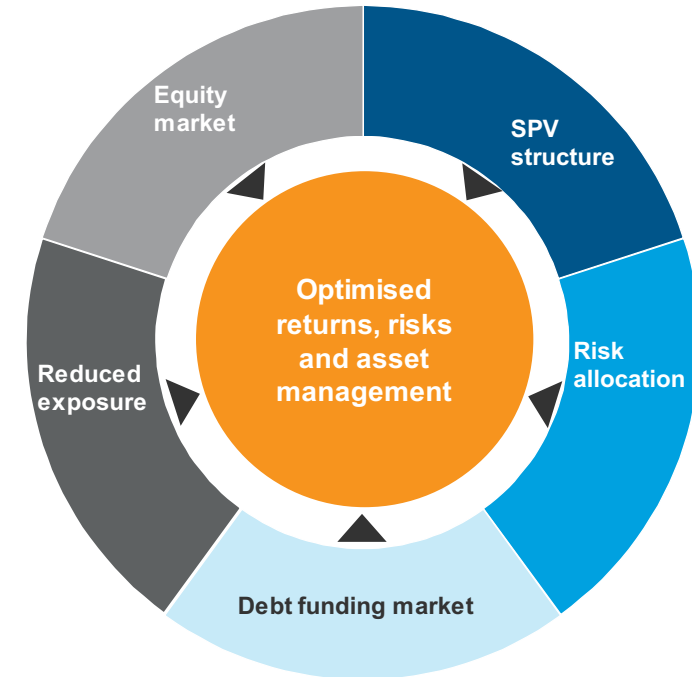 Equity
market
SPV
structure
Optimised
returns, risks
and asset
management
Risk
allocation
Reduced
exposure
Debt funding market